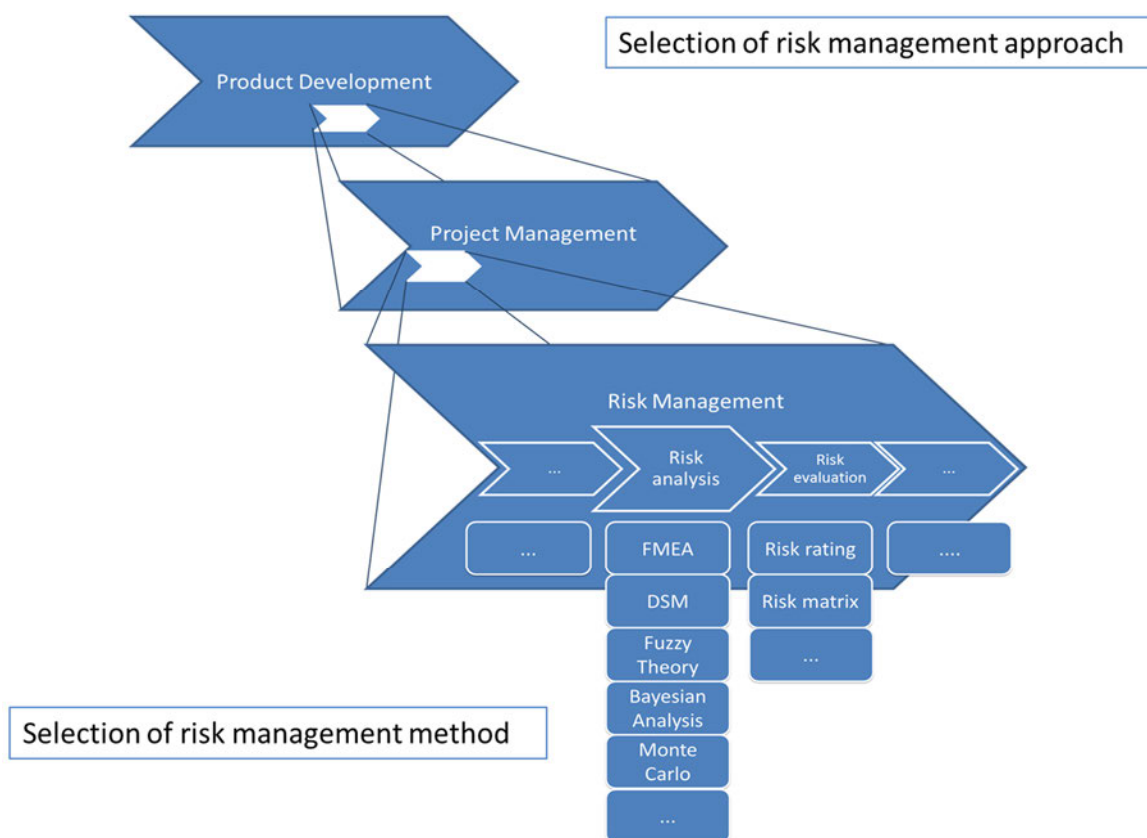 Selection of risk management approach
Product Development
Project Management
Risk Management
...
Risk
analysis
Risk
evaluation
...
...
FMEA
Risk rating
....
DSM
Risk matrix
Fuzzy
Theory
...
Bayesian
Analysis
Selection of risk management method
Monte
Carlo
...